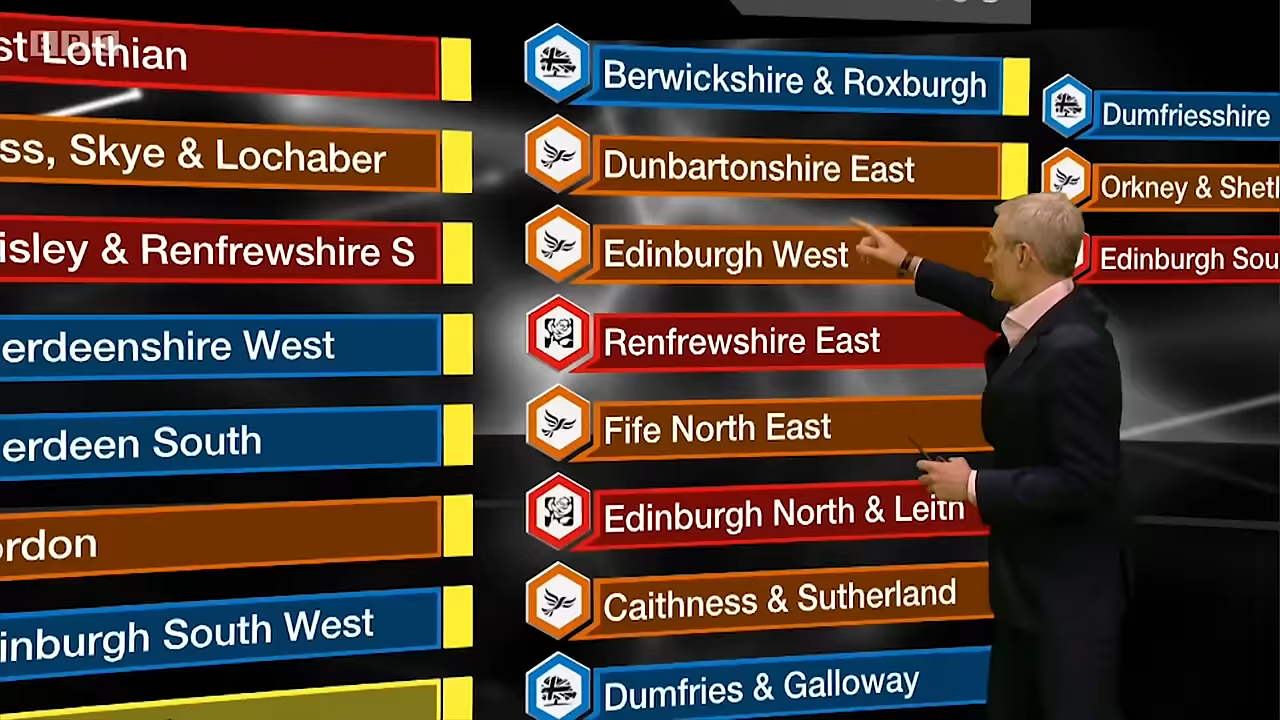 BBC
st Lothian
ss, Skye & Lochaber
isley & Renfrewshire S
erdeenshire West
erdeen South
ordon
inburgh South West
Berwickshire & Roxburgh
Dunbartonshire East
Edinburgh West
Renfrewshire East
Fife North East
Edinburgh North & Leith
Caithness & Sutherland
Dumfries & Galloway
Dumfriesshire
Orkney & Shetl
Edinburgh Sou